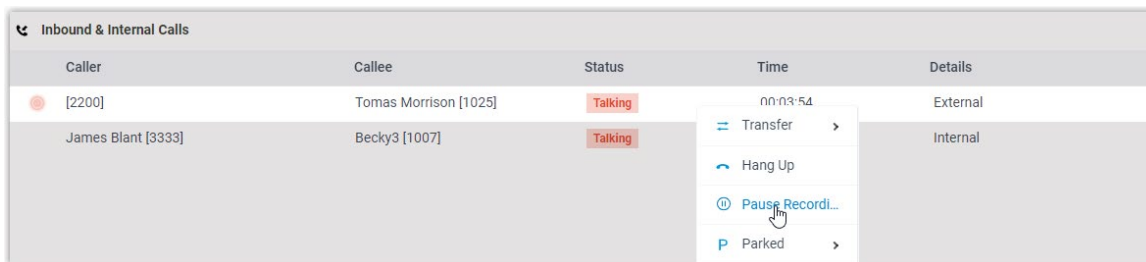 Inbound & Internal Calls
Caller Callee Status Time Details
[2200] Tomas Morrison [1025] Talking 00:03:54 External
James Blant [3333] Becky3 [1007] Talking Internal
Transfer
Hang Up
Pause Recordi...
P Parked